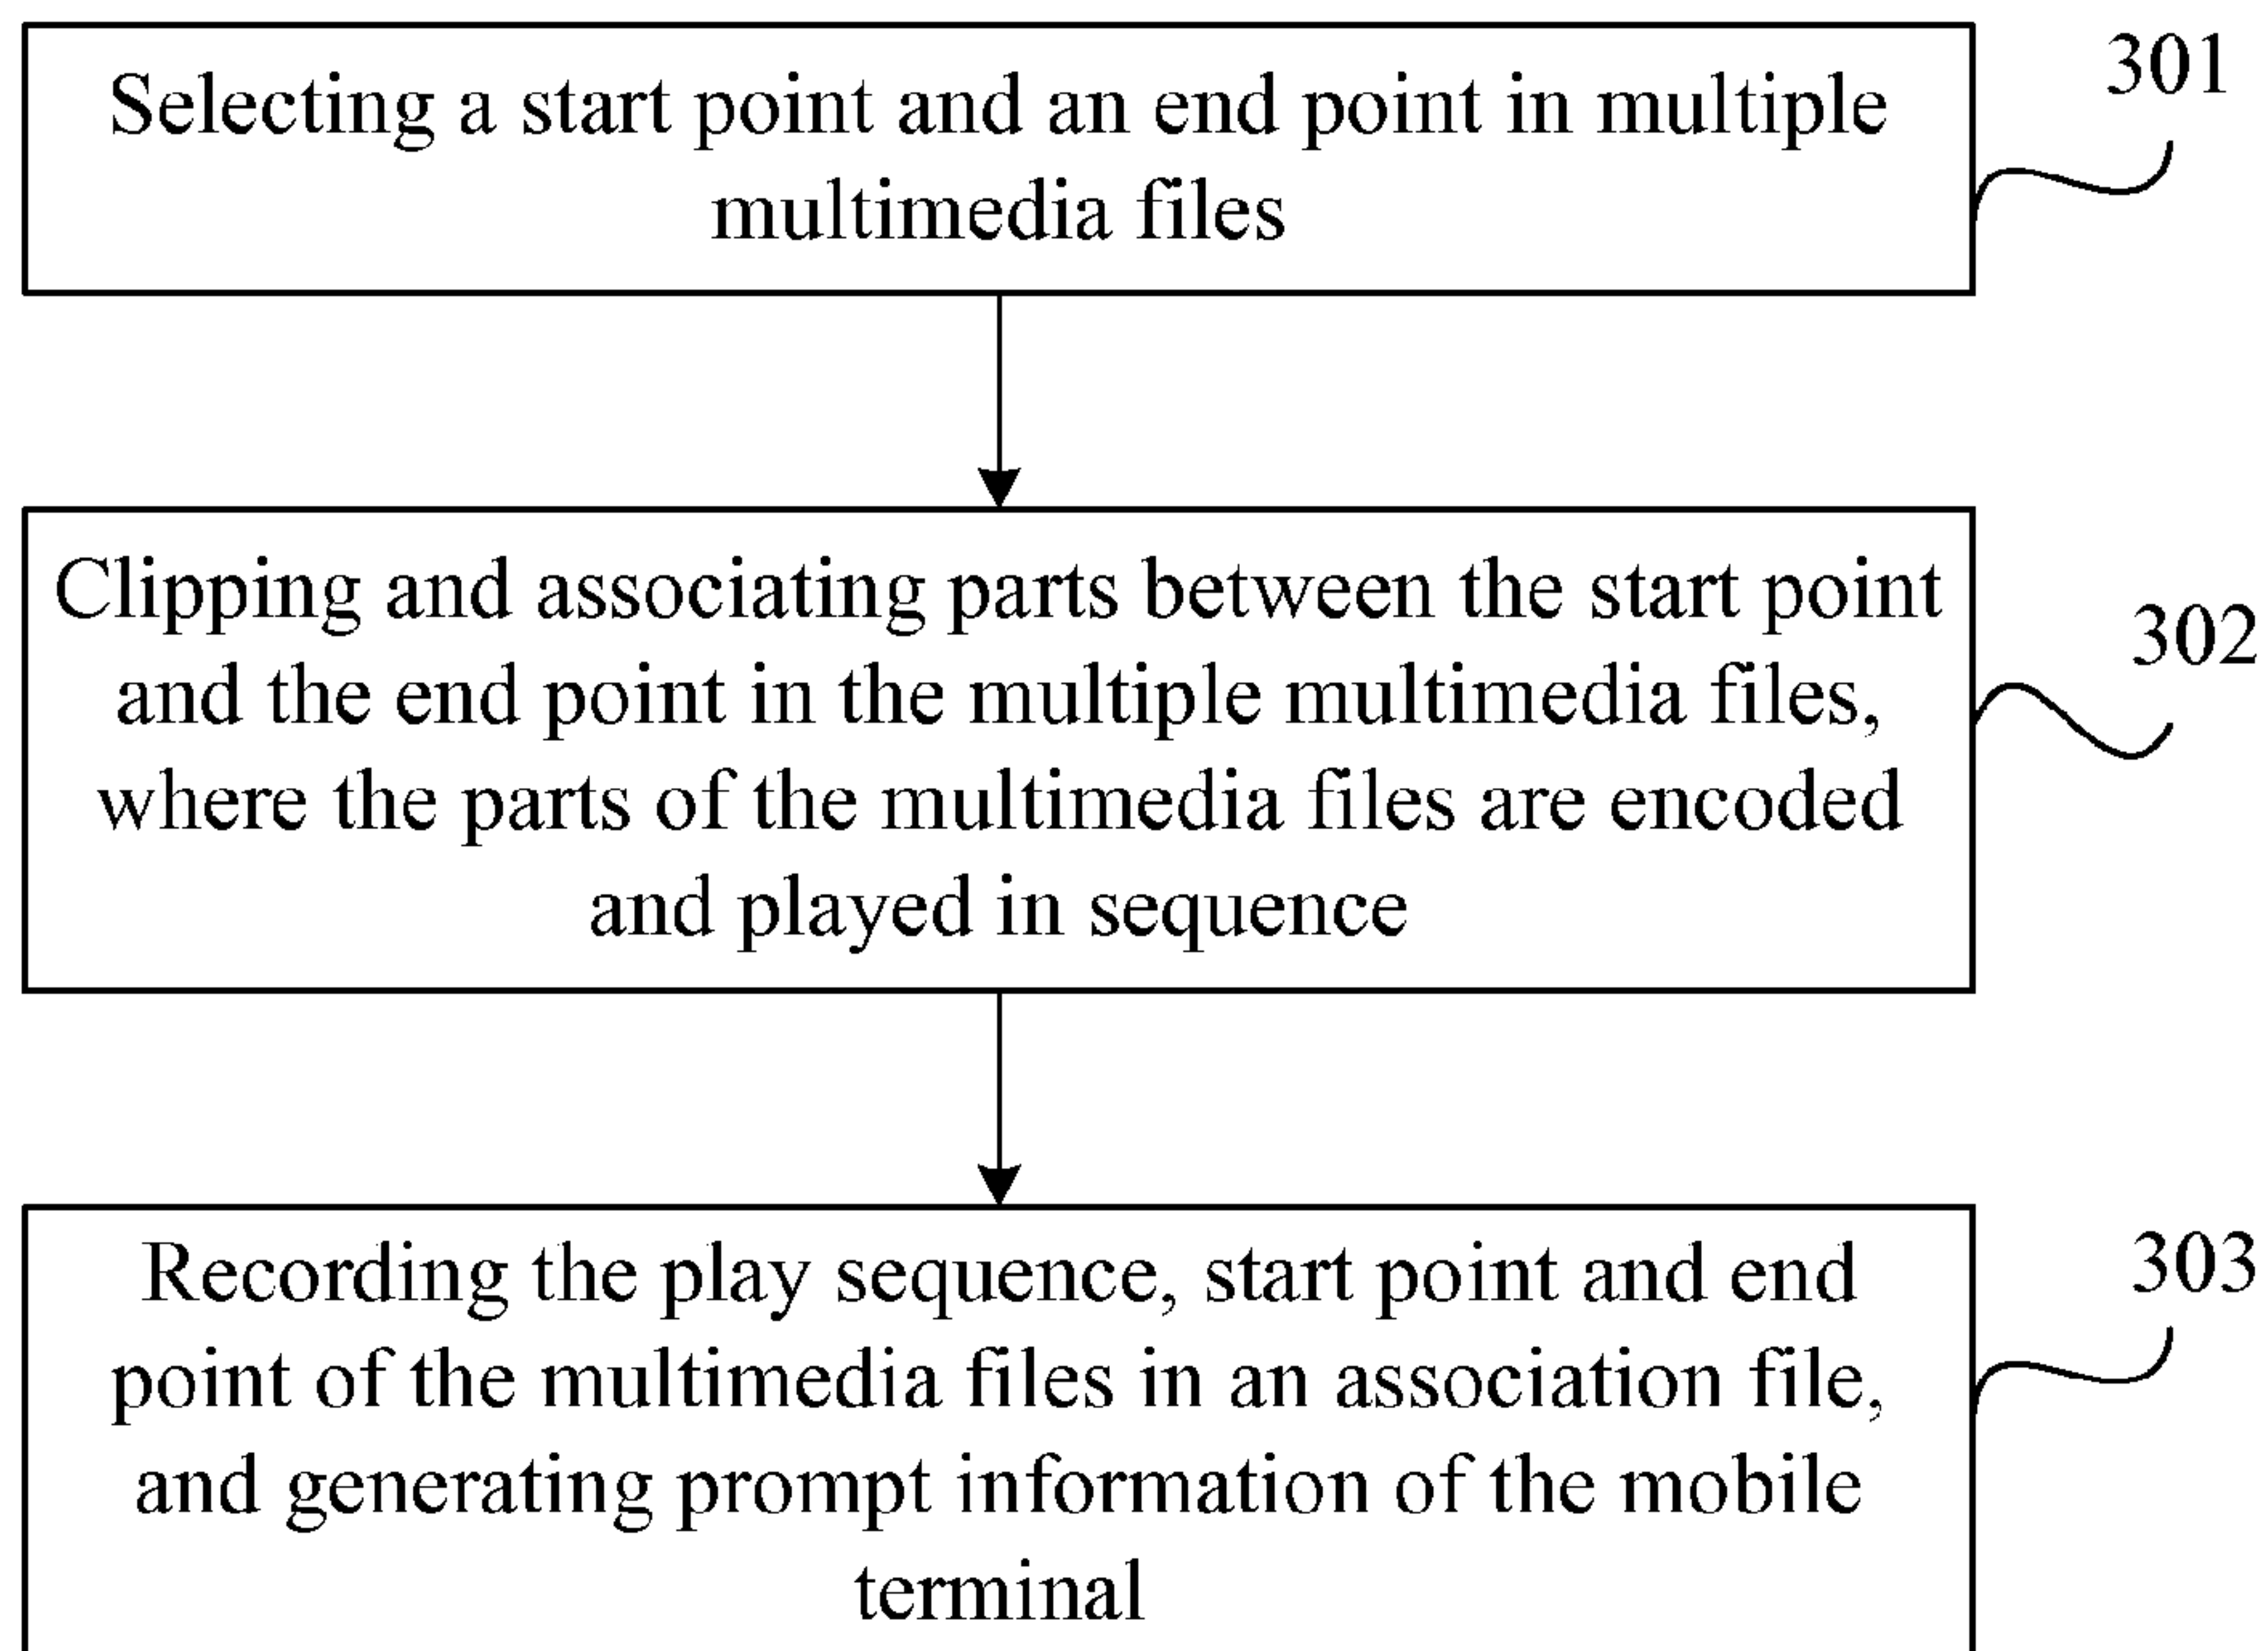 Selecting a start point and an end point in multiple
multimedia files
301
Clipping and associating parts between the start point
and the end point in the multiple multimedia files,
where the parts of the multimedia files are encoded
and played in sequence
302
Recording the play sequence, start point and end
point of the multimedia files in an association file,
and generating prompt information of the mobile
terminal
303